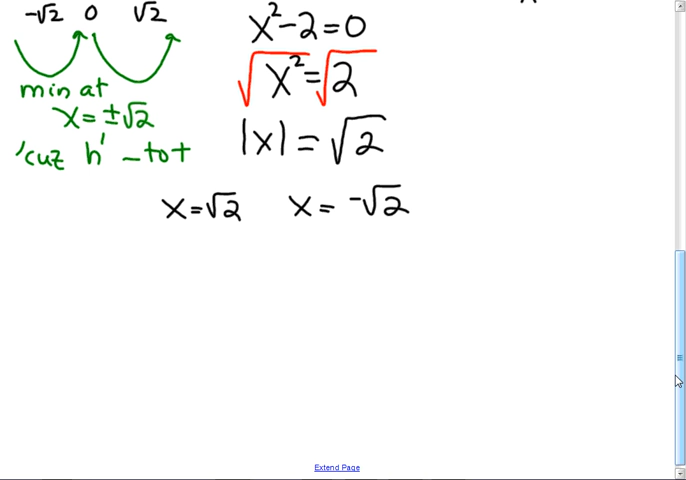 -√2 0 √2
min at
x = ±√2
'cuz h' - to +
x² - 2 = 0
√x² = √2
|x| = √2
x = √2 x = -√2
Extend Page